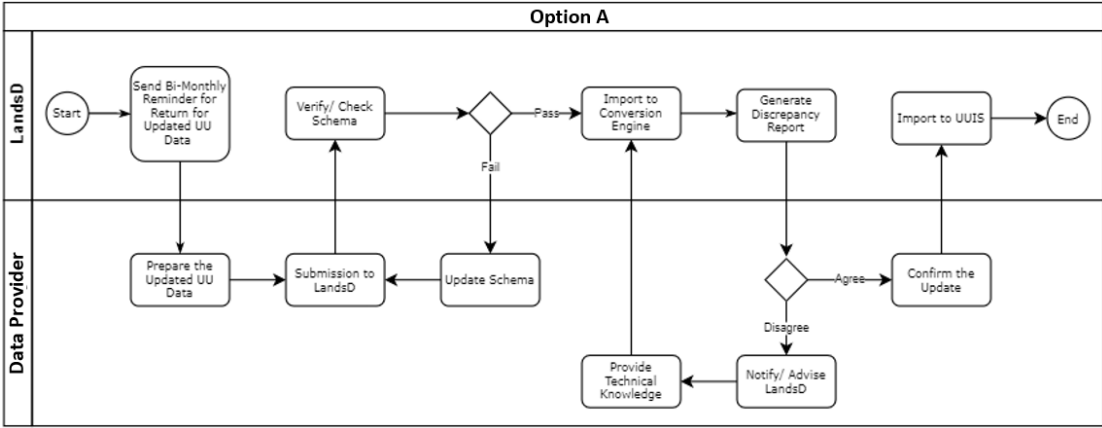 Option A
LandsD
Start
Send Bi-Monthly
Reminder for
Return for
Updated UU
Data
Verify/ Check
Schema
Pass
Fail
Import to
Conversion
Engine
Generate
Discrepancy
Report
Import to UUIS
End
Data Provider
Prepare the
Updated UU
Data
Submission to
LandsD
Update Schema
Agree
Disagree
Confirm the
Update
Provide
Technical
Knowledge
Notify/ Advise
LandsD